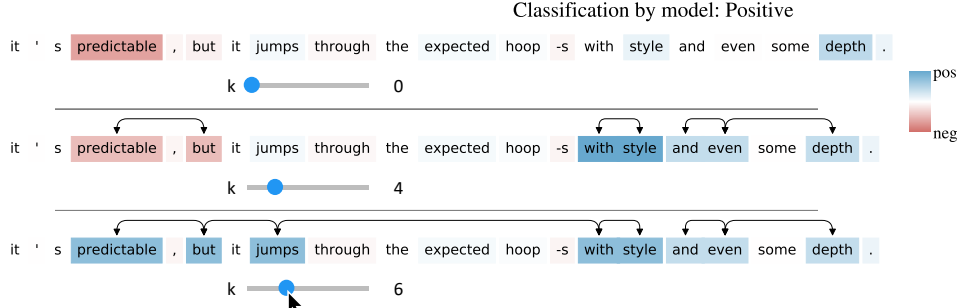 Classification by model: Positive
it ' s predictable , but it jumps through the expected hoop -s with style and even some depth .
k 0
pos
neg
it ' s predictable , but it jumps through the expected hoop -s with style and even some depth .
k 4
it ' s predictable , but it jumps through the expected hoop -s with style and even some depth .
k 6